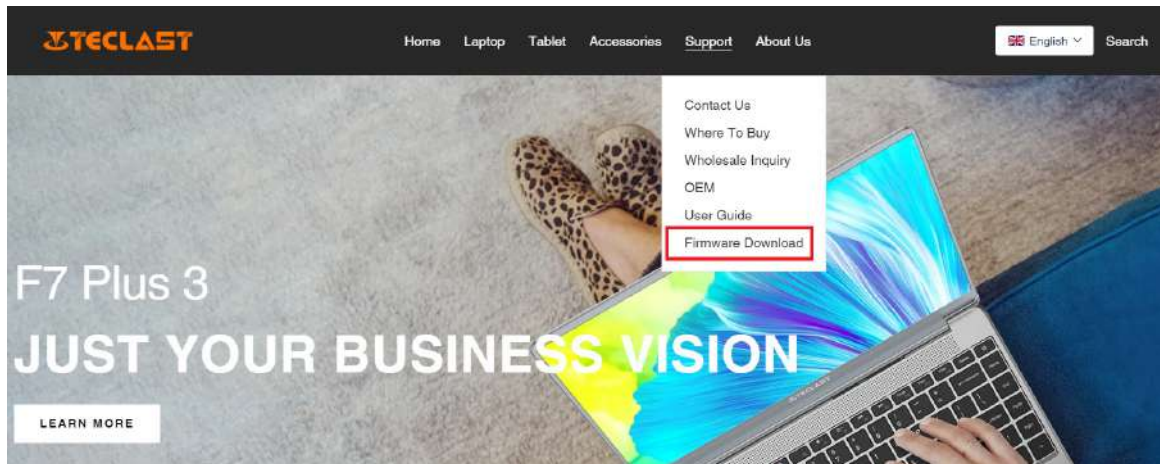 TECLAST
Home Laptop Tablet Accessories Support About Us English Search
Contact Us
Where To Buy
Wholesale Inquiry
OEM
User Guide
Firmware Download
F7 Plus 3
JUST YOUR BUSINESS VISION
LEARN MORE
TECLAST